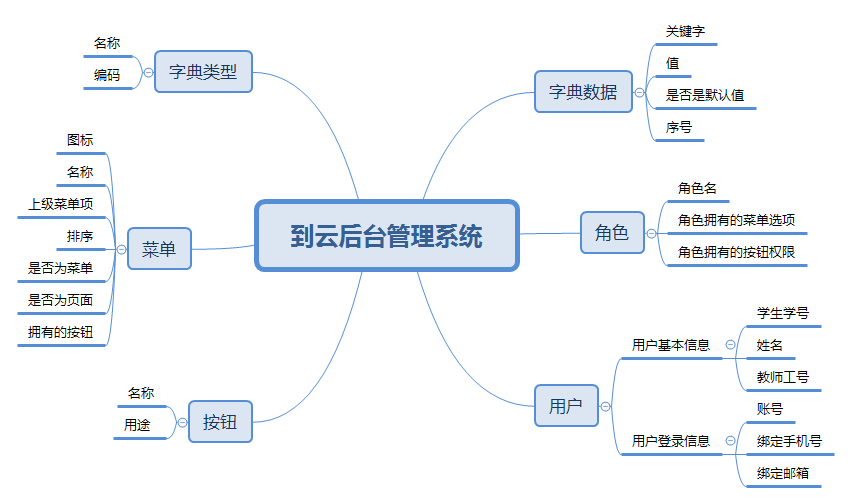 到云后台管理系统
字典类型
名称
编码
菜单
图标
名称
上级菜单项
排序
是否为菜单
是否为页面
拥有的按钮
按钮
名称
用途
字典数据
关键字
值
是否是默认值
序号
角色
角色名
角色拥有的菜单选项
角色拥有的按钮权限
用户
用户基本信息
学生学号
姓名
教师工号
用户登录信息
账号
绑定手机号
绑定邮箱